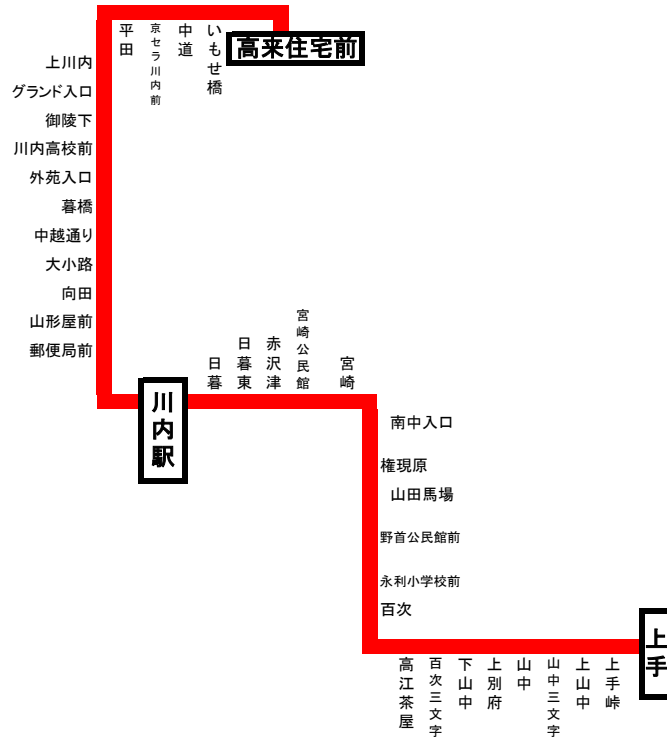 高来住宅前
いもせ橋
中道
京セラ川内前
平田
上川内
グランド入口
御陵下
川内高校前
外苑入口
暮橋
中越通り
大小路
向田
山形屋前
郵便局前
川内駅
日暮
日暮東
赤沢津
宮崎公民館
宮崎
南中入口
権現原
山田馬場
野首公民館前
永利小学校前
百次
高江茶屋
百次三文字
下山中
上別府
山中
山中三文字
上山中
上手峠
上手